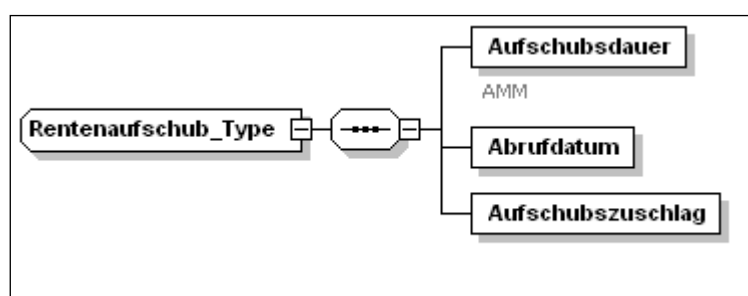 Aufschubsdauer
AMM
Rentenaufschub_Type
Abrufdatum
Aufschubszuschlag